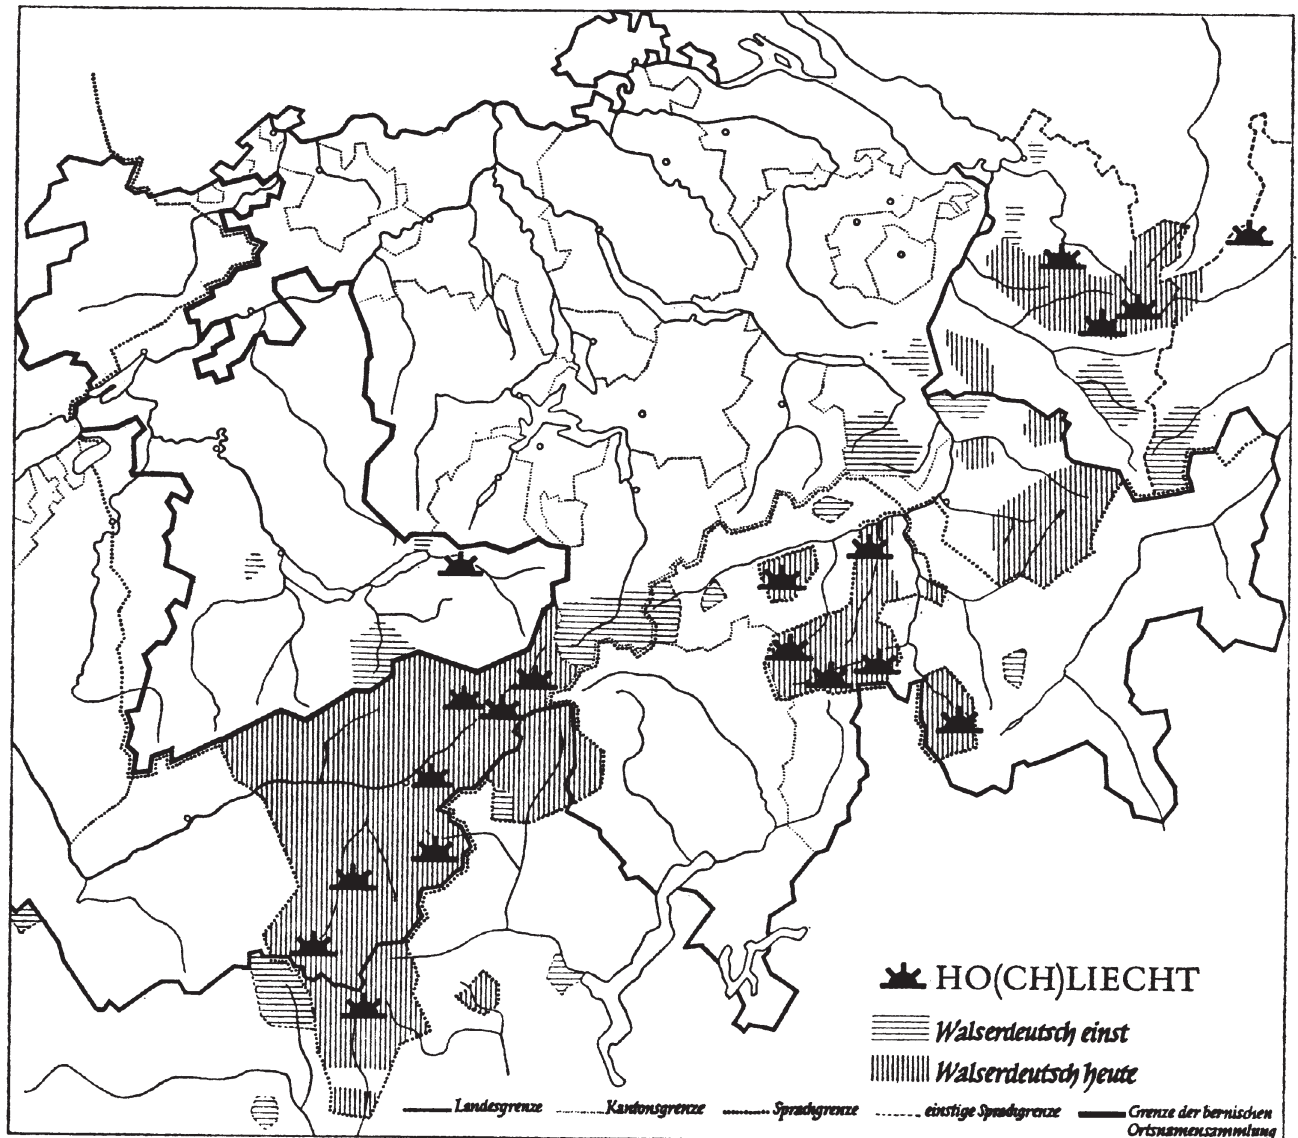 HO(CH)LIECHT
Walserdeutsch einst
Walserdeutsch heute
Landesgrenze Kantonsgrenze Sprachgrenze einstige Sprachgrenze Grenze der bernischen
Ortsnamensammlung